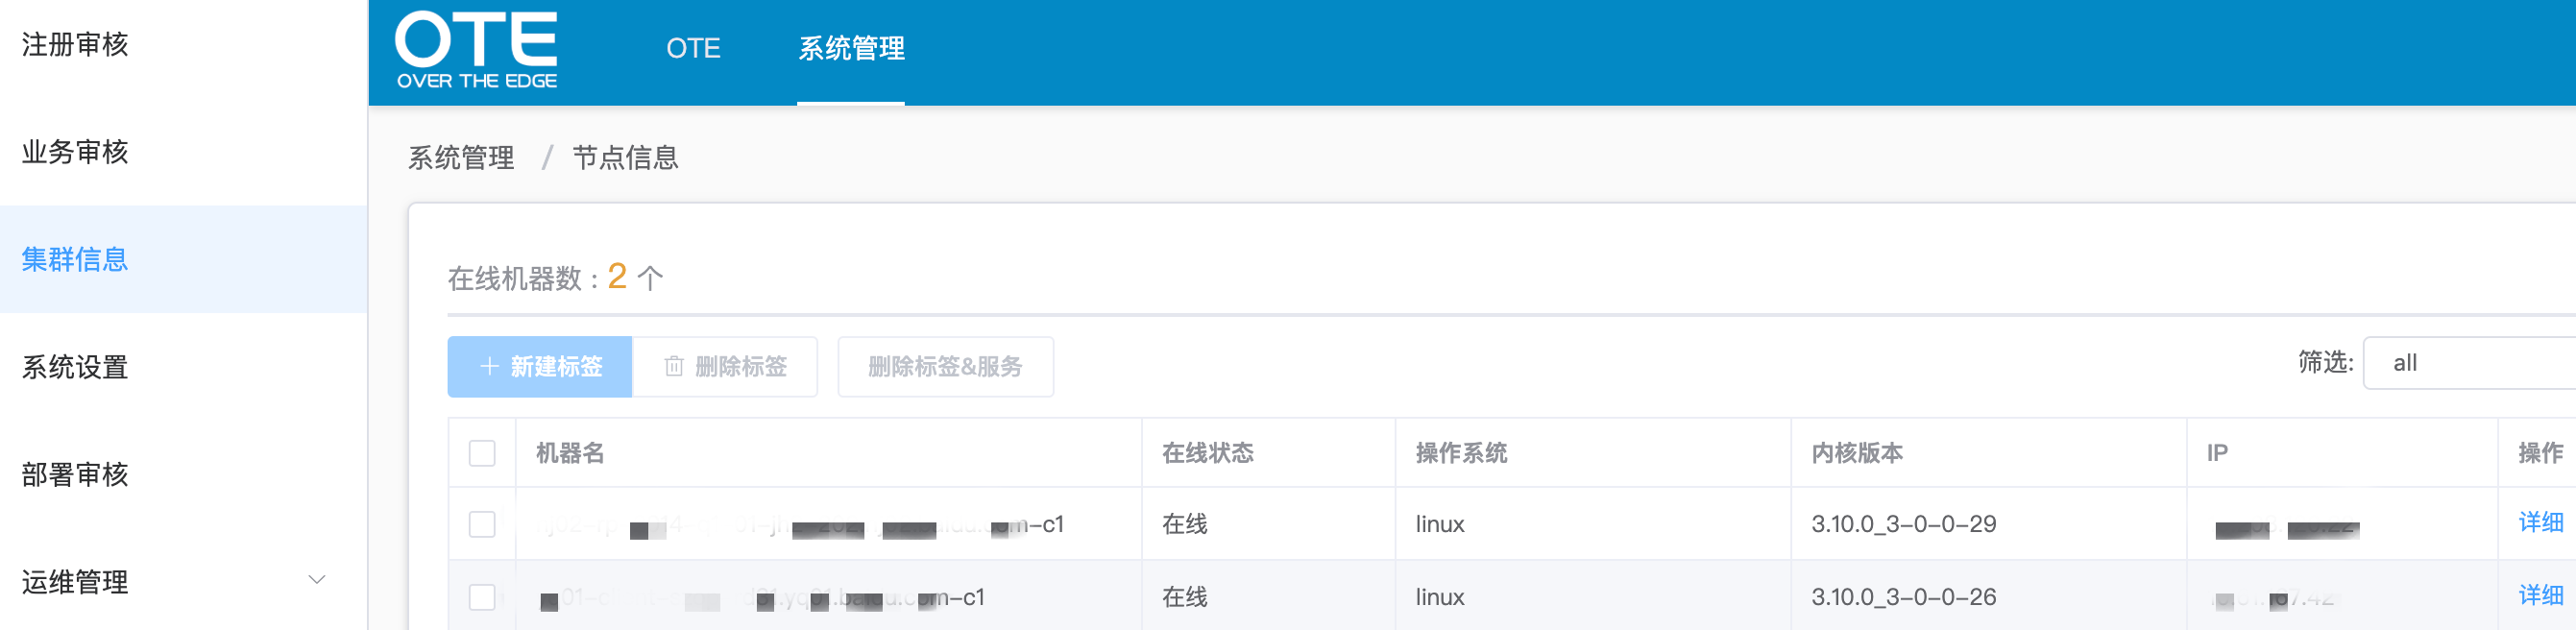 注册审核
业务审核
集群信息
系统设置
部署审核
运维管理
OTE
OVER THE EDGE
OTE
系统管理
系统管理 / 节点信息
在线机器数：2 个
新建标签
删除标签
删除标签&服务
筛选: all
机器名 在线状态 操作系统 内核版本 IP 操作
-c1 在线 linux 3.10.0_3-0-0-29 详细
-c1 在线 linux 3.10.0_3-0-0-26 详细